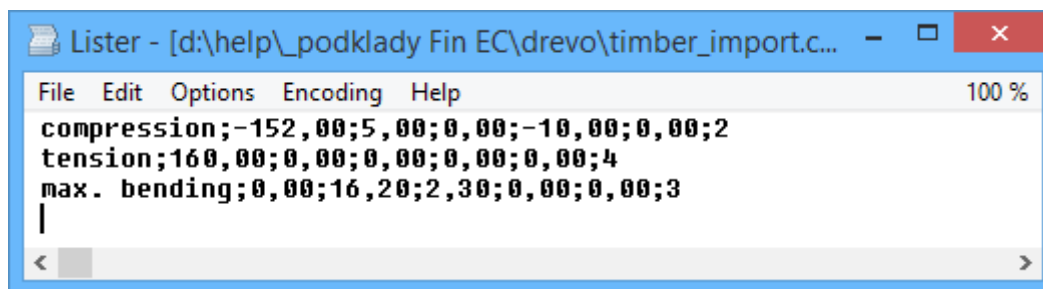 Lister - [d:\help\_podklady Fin EC\drevo\timber_import.c...
File Edit Options Encoding Help 100 %
compression;-152,00;5,00;0,00;-10,00;0,00;2
tension;160,00;0,00;0,00;0,00;0,00;4
max. bending;0,00;16,20;2,30;0,00;0,00;3